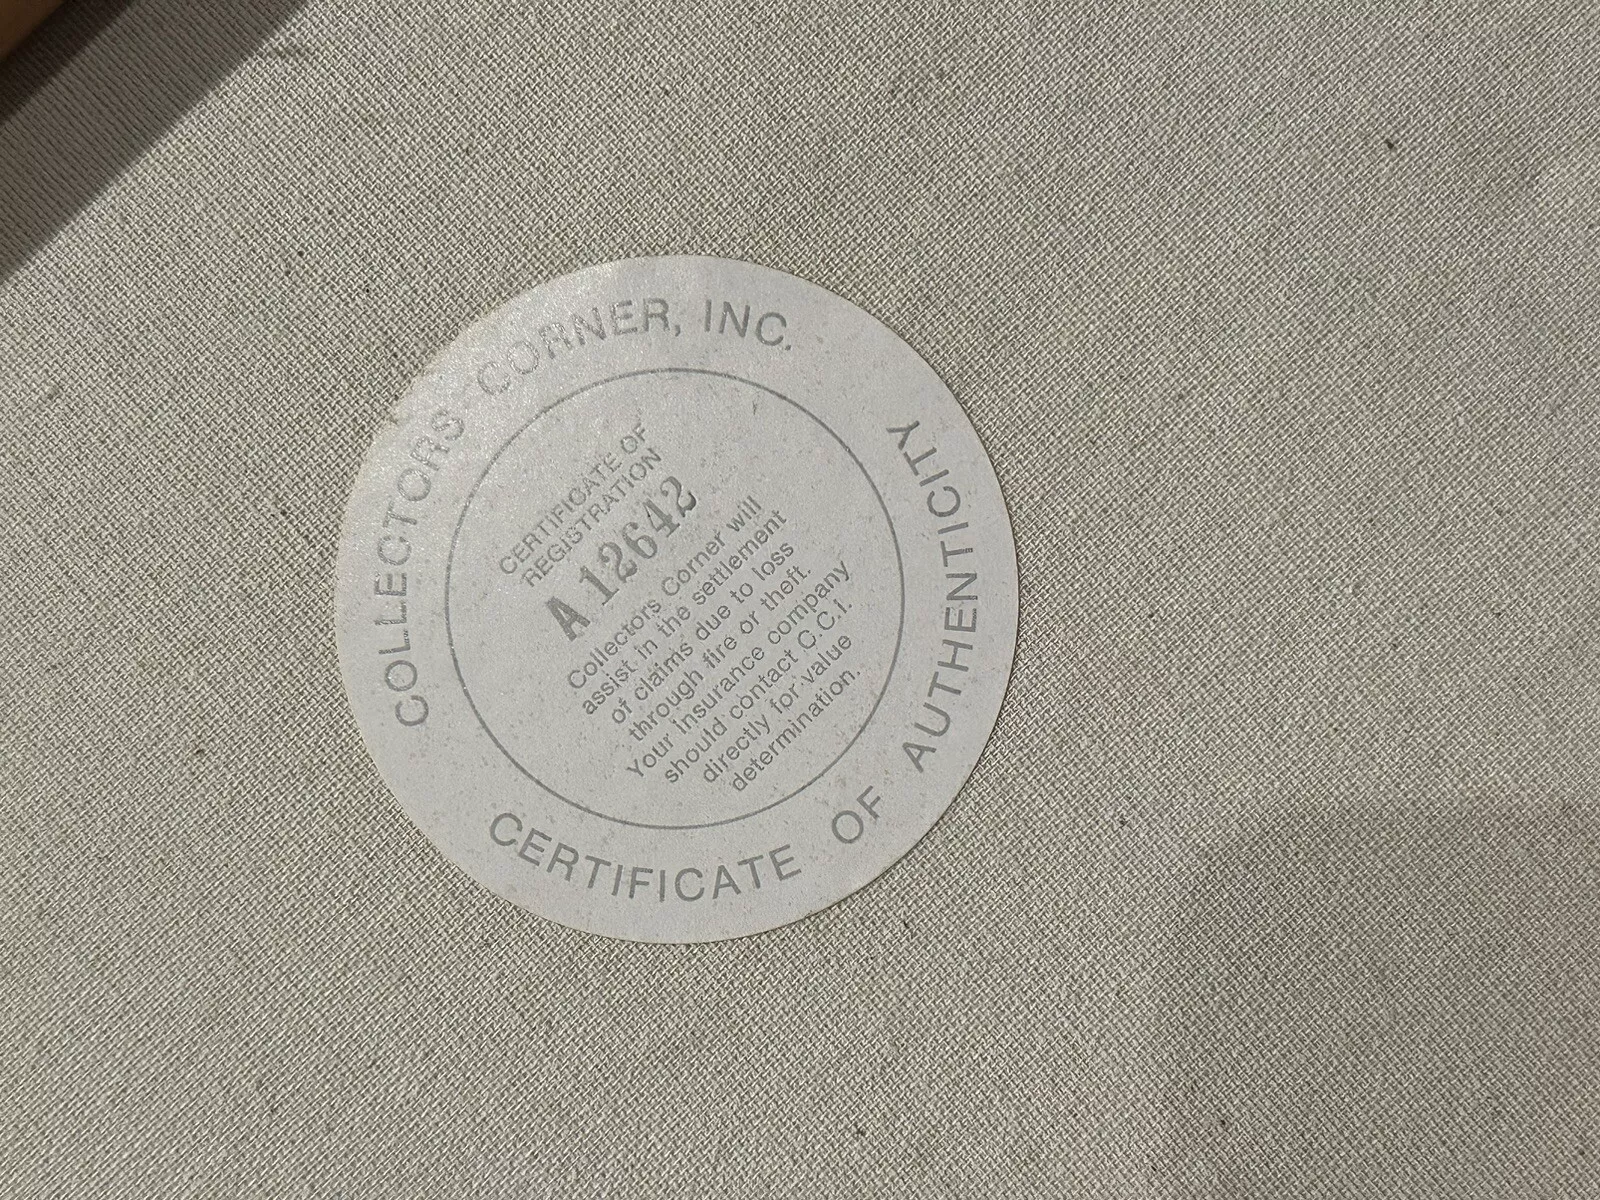 COLLECTORS CORNER, INC.
CERTIFICATE OF
REGISTRATION
A 12642
Collectors Corner will
assist in the settlement
of claims due to loss
through fire or theft.
Your insurance company
should contact C.C.I.
directly for value
determination.
CERTIFICATE OF AUTHENTICITY